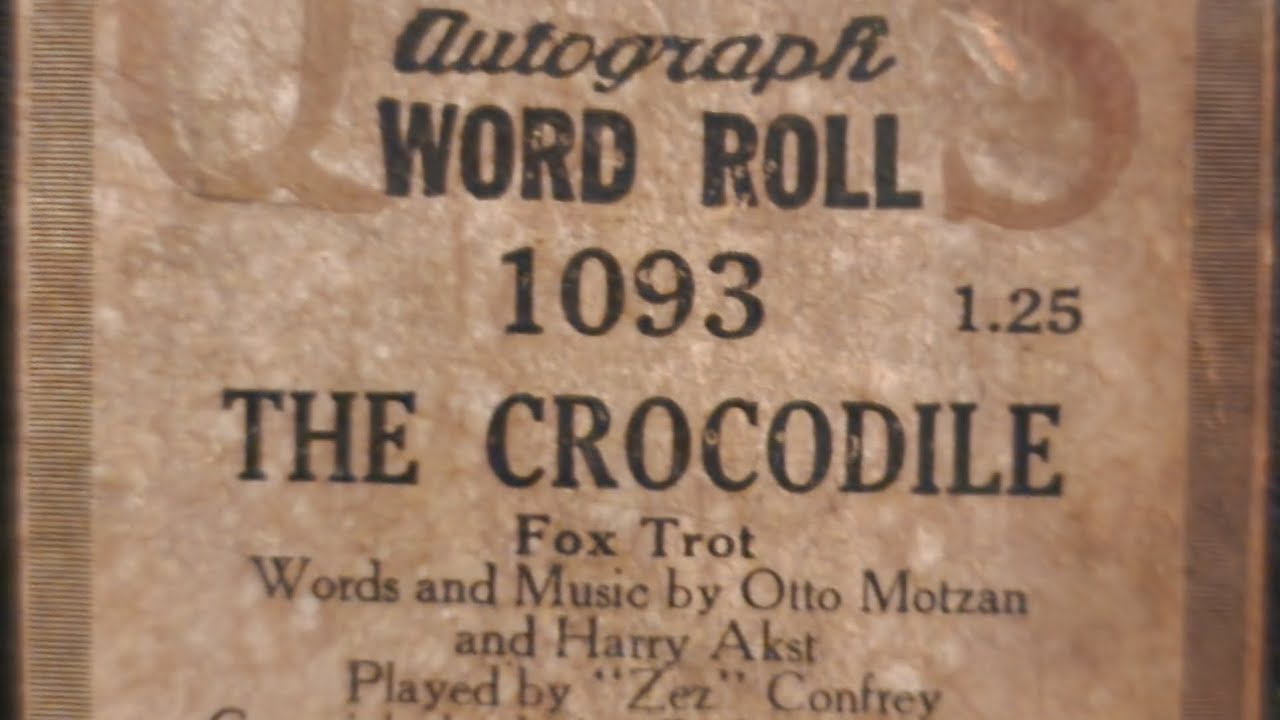 Autograph
WORD ROLL
1093 1.25
THE CROCODILE
Fox Trot
Words and Music by Otto Motzan
and Harry Akst
Played by "Zez" Confrey